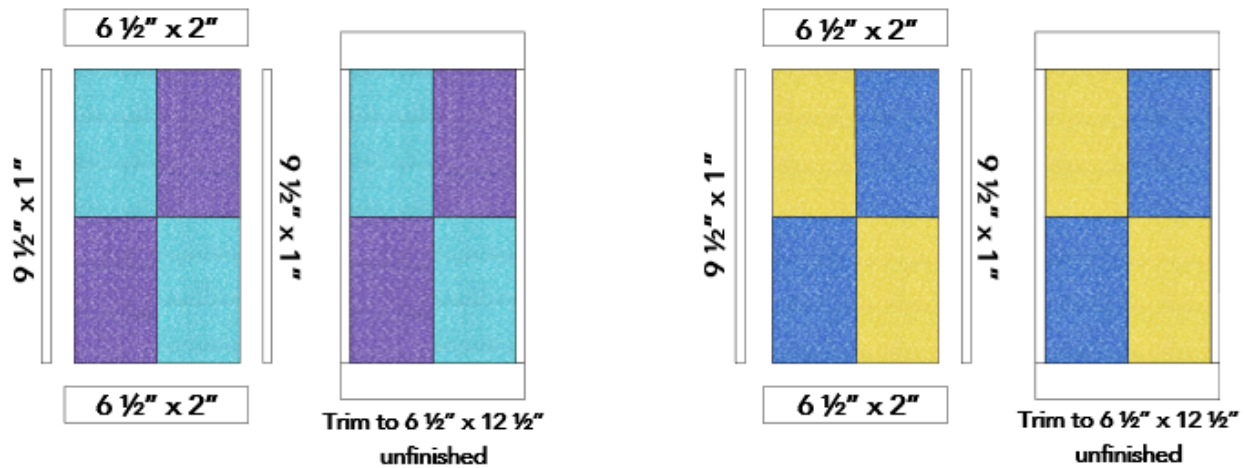 6 ½” x 2”
9 ½” x 1”
9 ½” x 1”
6 ½” x 2”
Trim to 6 ½” x 12 ½”
unfinished
6 ½” x 2”
9 ½” x 1”
9 ½” x 1”
6 ½” x 2”
Trim to 6 ½” x 12 ½”
unfinished